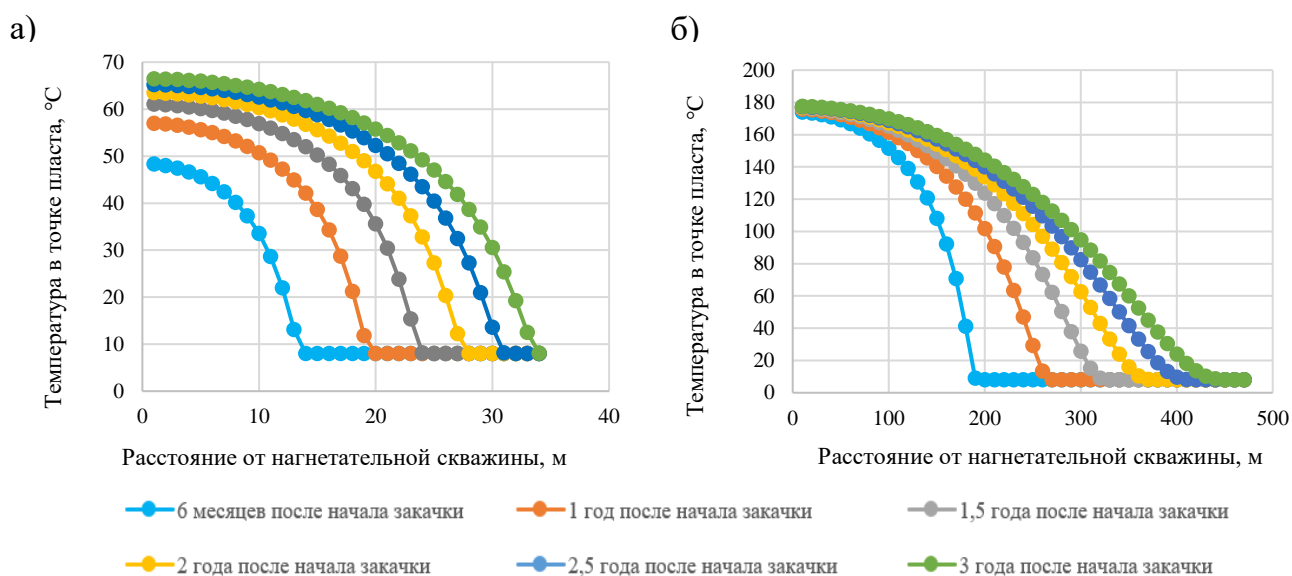 а)
Температура в точке пласта, °С
70
60
50
40
30
20
10
0
0 10 20 30 40
Расстояние от нагнетательной скважины, м
б)
Температура в точке пласта, °С
200
180
160
140
120
100
80
60
40
20
0
0 100 200 300 400 500
Расстояние от нагнетательной скважины, м
6 месяцев после начала закачки
1 год после начала закачки
1,5 года после начала закачки
2 года после начала закачки
2,5 года после начала закачки
3 года после начала закачки